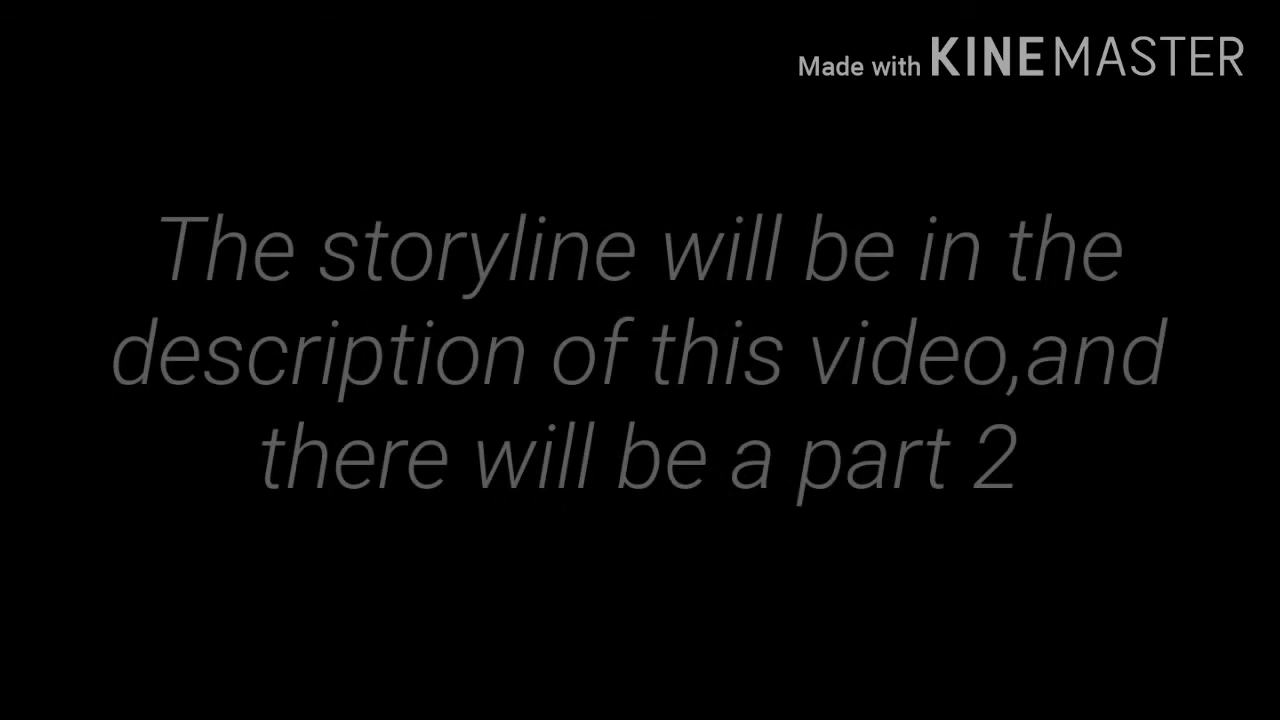 Made with KINEMASTER
The storyline will be in the
description of this video,and
there will be a part 2